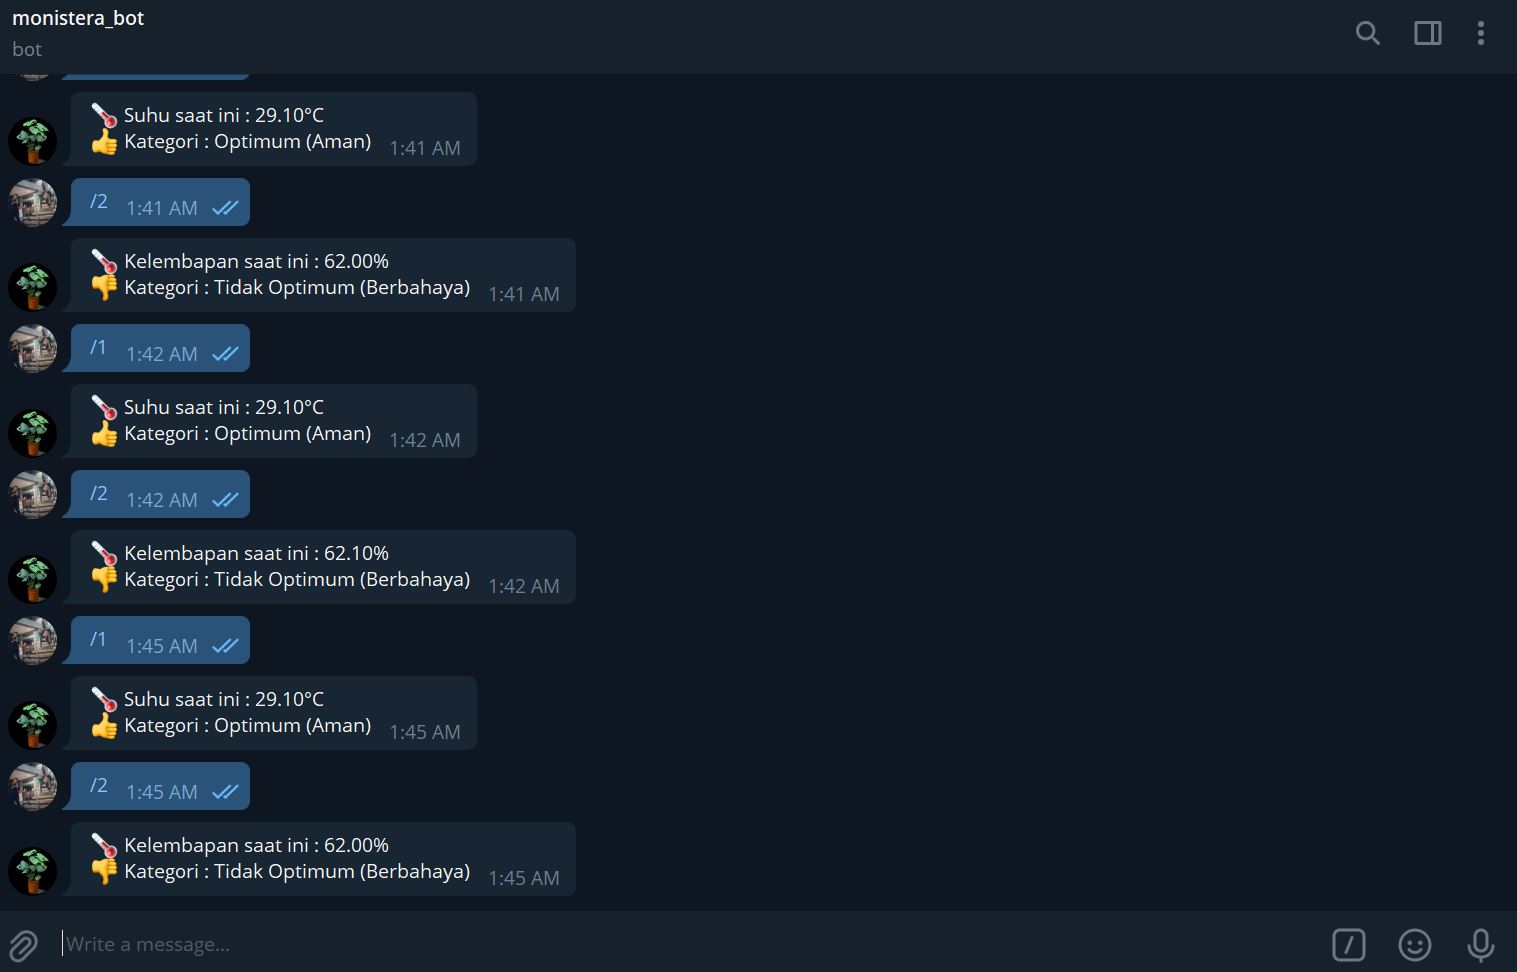 monistera_bot
bot
Suhu saat ini : 29.10°C
Kategori : Optimum (Aman) 1:41 AM
/2 1:41 AM
Kelembapan saat ini : 62.00%
Kategori : Tidak Optimum (Berbahaya) 1:41 AM
/1 1:42 AM
Suhu saat ini : 29.10°C
Kategori : Optimum (Aman) 1:42 AM
/2 1:42 AM
Kelembapan saat ini : 62.10%
Kategori : Tidak Optimum (Berbahaya) 1:42 AM
/1 1:45 AM
Suhu saat ini : 29.10°C
Kategori : Optimum (Aman) 1:45 AM
/2 1:45 AM
Kelembapan saat ini : 62.00%
Kategori : Tidak Optimum (Berbahaya) 1:45 AM
Write a message...